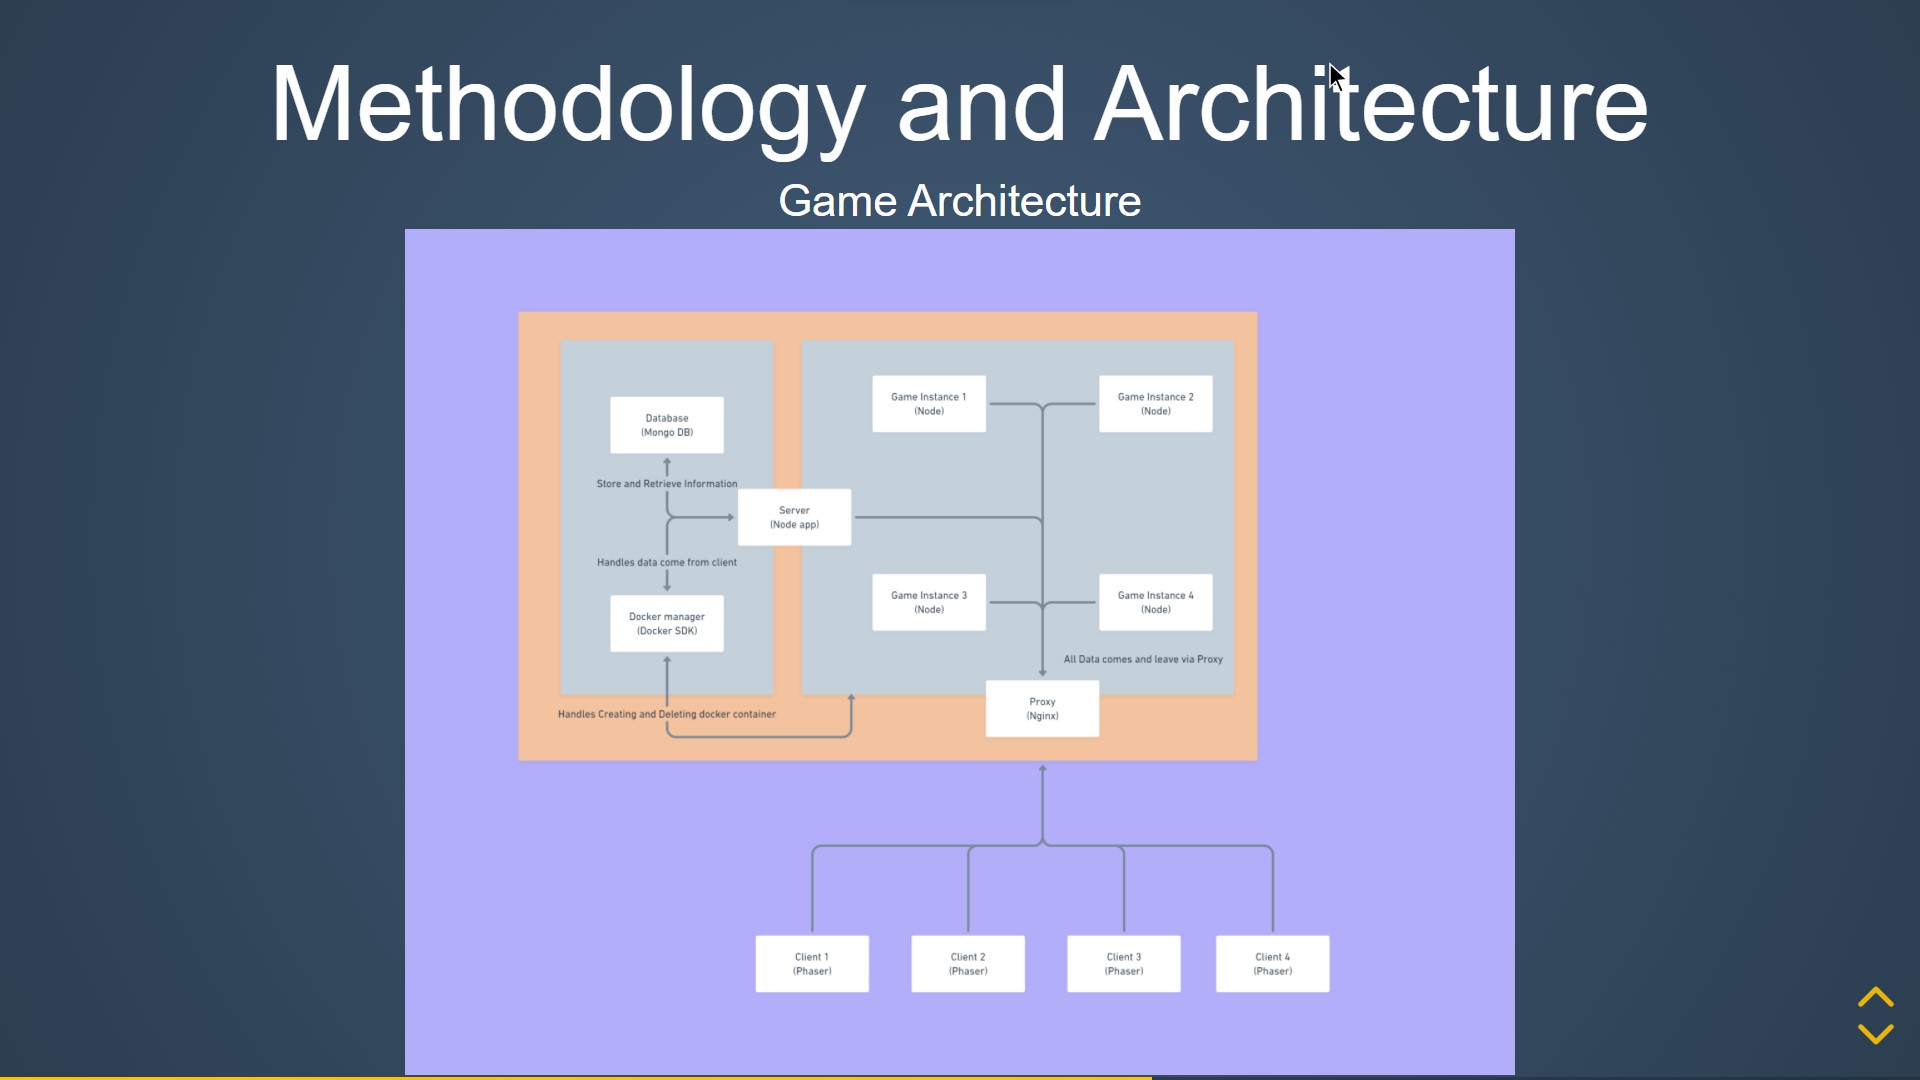 Methodology and Architecture
Game Architecture
Database
(Mongo DB)
Store and Retrieve Information
Server
(Node app)
Handles data come from client
Docker manager
(Docker SDK)
Handles Creating and Deleting docker container
Game Instance 1
(Node)
Game Instance 2
(Node)
Game Instance 3
(Node)
Game Instance 4
(Node)
All Data comes and leave via Proxy
Proxy
(Nginx)
Client 1
(Phaser)
Client 2
(Phaser)
Client 3
(Phaser)
Client 4
(Phaser)